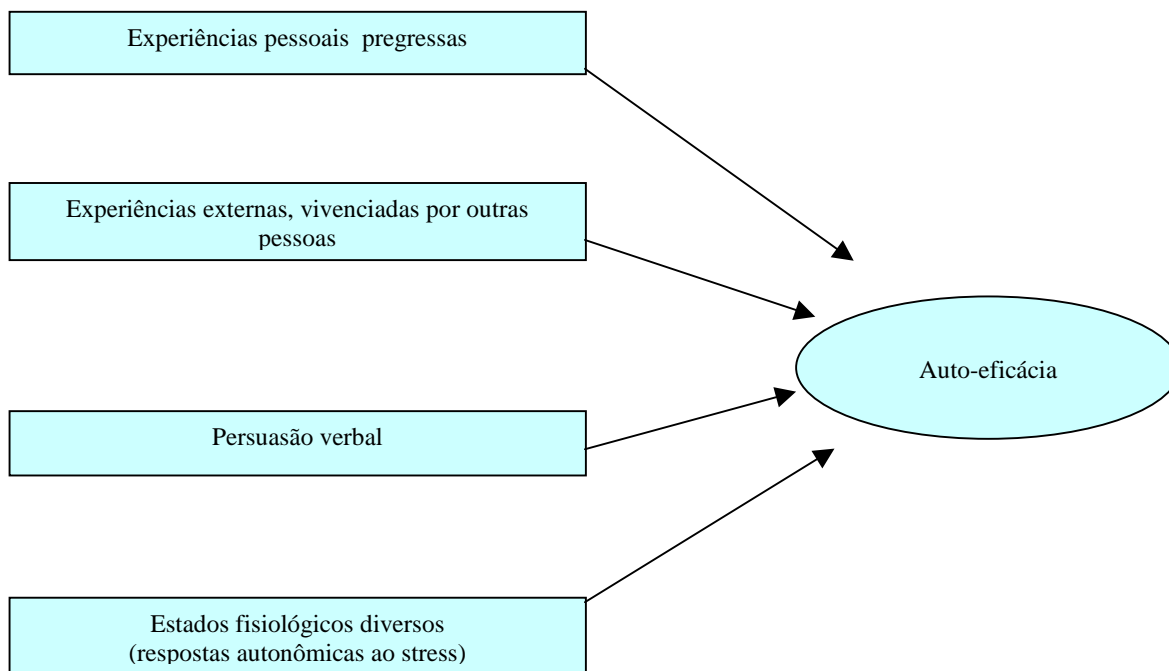 Experiências pessoais  pregressas
Experiências externas, vivenciadas por outras
pessoas
Auto-eficácia
Persuasão verbal
Estados fisiológicos diversos
(respostas autonômicas ao stress)